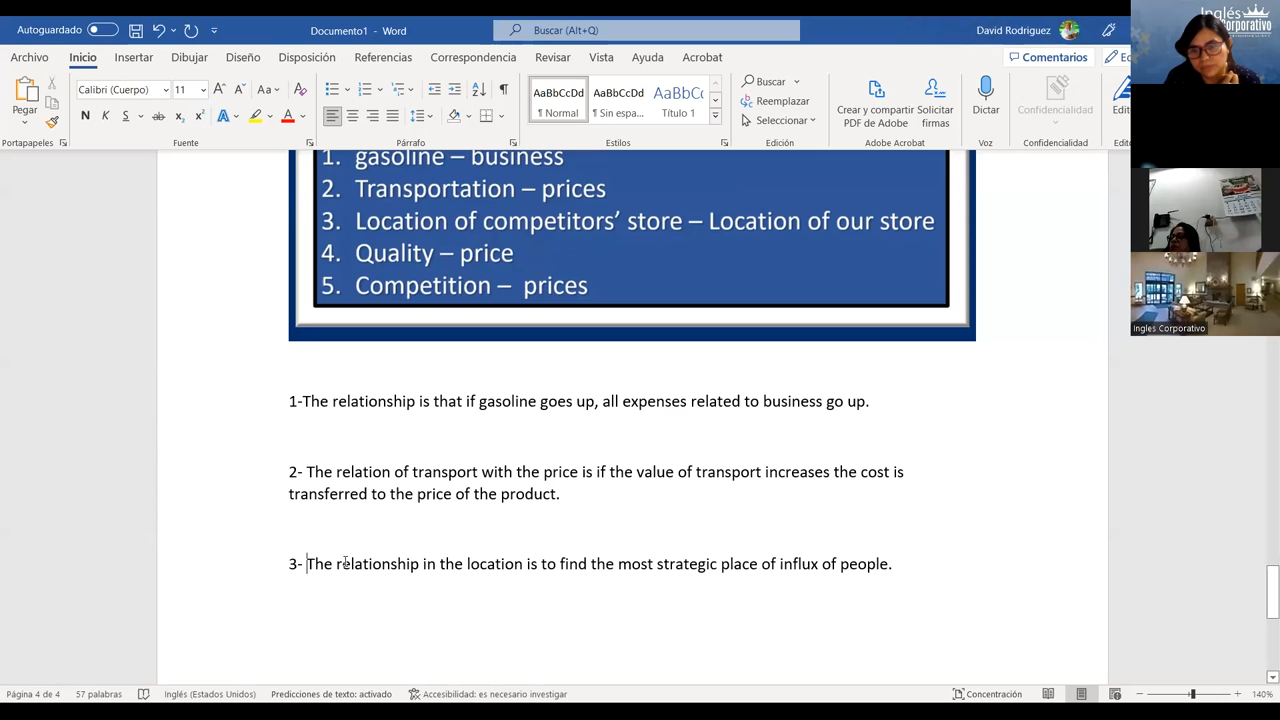 Autoguardado
Documento1 - Word
Buscar (Alt+Q)
David Rodriguez
Inglés
Corporativo
Archivo
Inicio
Insertar
Dibujar
Diseño
Disposición
Referencias
Correspondencia
Revisar
Vista
Ayuda
Acrobat
Comentarios
Pegar
Calibri (Cuerpo)
11
Buscar
Reemplazar
Seleccionar
AaBbCcDd
¶ Normal
AaBbCcDd
¶ Sin espa...
AaBbCc
Título 1
Crear y compartir
PDF de Adobe
Solicitar
firmas
Dictar
Confidencialidad
Portapapeles
Fuente
Párrafo
Estilos
Edición
Adobe Acrobat
Voz
Confidencialidad
1. gasoline – business
2. Transportation – prices
3. Location of competitors’ store – Location of our store
4. Quality – price
5. Competition – prices
Ingles Corporativo
1-The relationship is that if gasoline goes up, all expenses related to business go up.
2- The relation of transport with the price is if the value of transport increases the cost is
transferred to the price of the product.
3- The relationship in the location is to find the most strategic place of influx of people.
Página 4 de 4
57 palabras
Inglés (Estados Unidos)
Predicciones de texto: activado
Accesibilidad: es necesario investigar
Concentración
140%